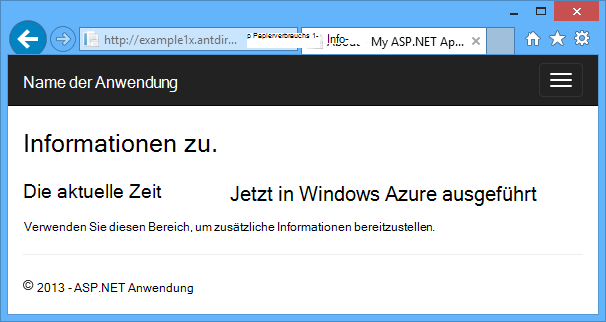 http://example1x.antdir... Papierverbrauchs 1- Info- My ASP.NET Ap...
Name der Anwendung
Informationen zu.
Die aktuelle Zeit Jetzt in Windows Azure ausgeführt
Verwenden Sie diesen Bereich, um zusätzliche Informationen bereitzustellen.
© 2013 - ASP.NET Anwendung